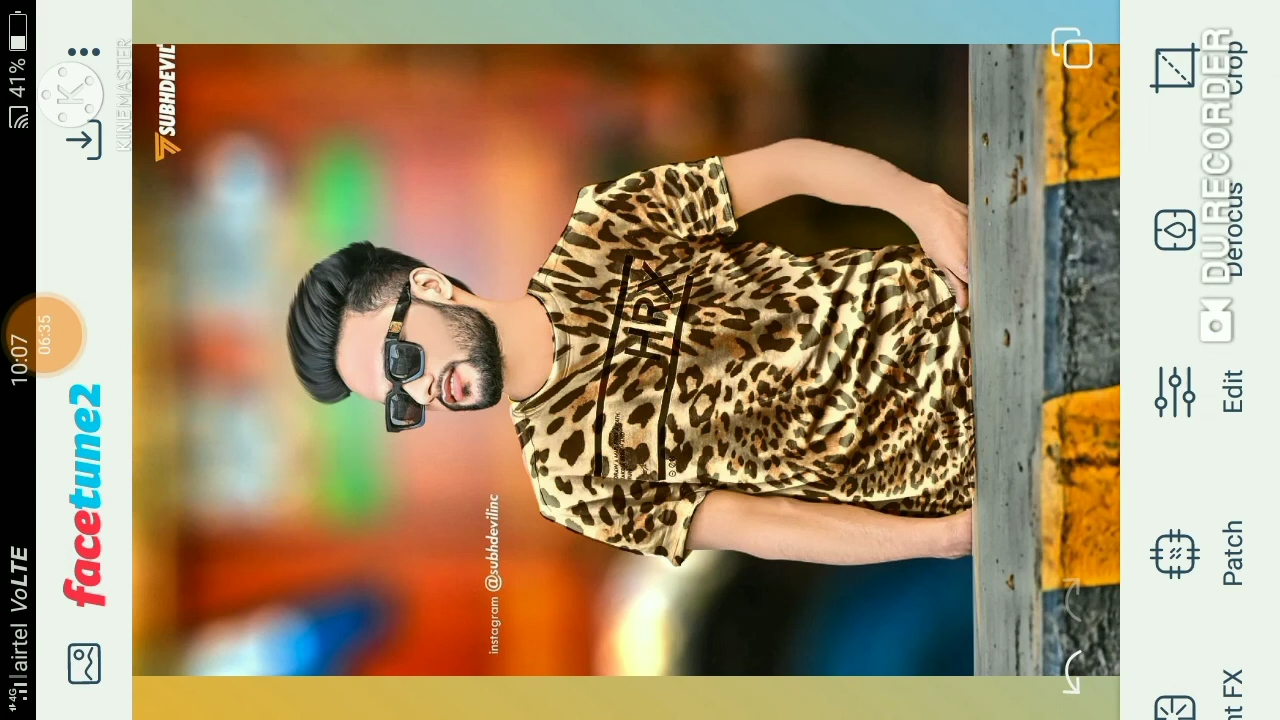 airtel VoLTE
10:07
41%
4G
06:35
facetune2
KINEMASTER
K
SUBHDEVIL
HRX
instagram @subhdevilinc
DU RECORDER
nt FX
Patch
Edit
Defocus
Crop